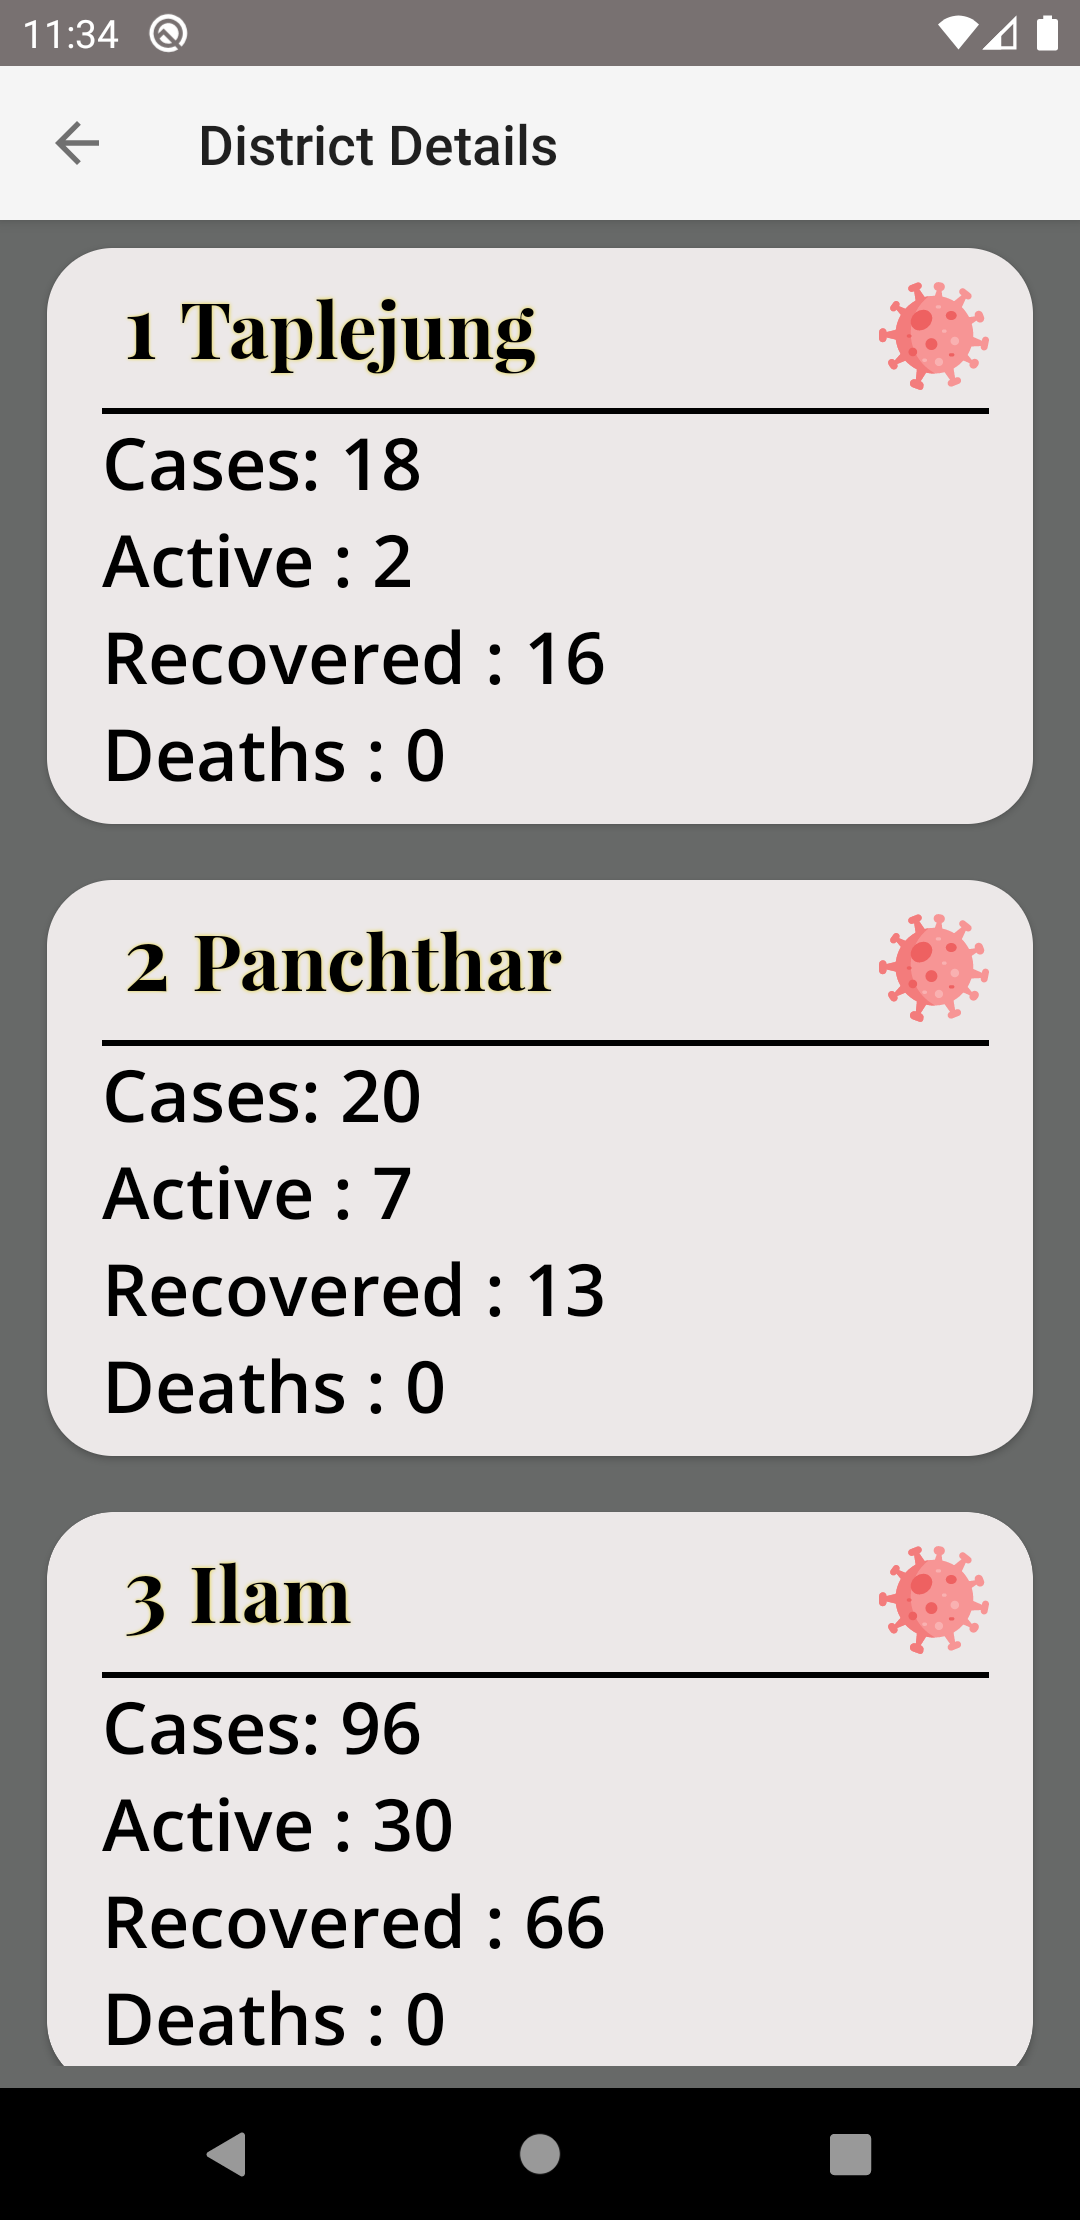 11:34
District Details
1 Taplejung
Cases: 18
Active : 2
Recovered : 16
Deaths : 0
2 Panchthar
Cases: 20
Active : 7
Recovered : 13
Deaths : 0
3 Ilam
Cases: 96
Active : 30
Recovered : 66
Deaths : 0